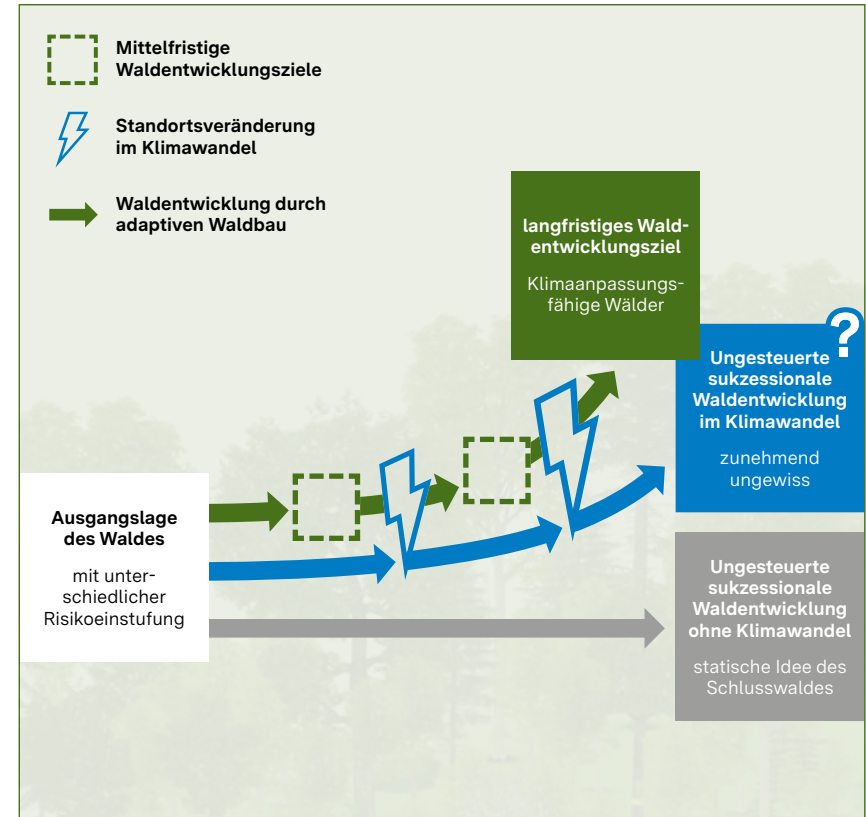 Mittelfristige
Waldentwicklungsziele
Standortsveränderung
im Klimawandel
Waldentwicklung durch
adaptiven Waldbau
langfristiges Wald-
entwicklungsziel
Klimaanpassungs-
fähige Wälder
?
Ungesteuerte
sukzessionale
Waldentwicklung
im Klimawandel
zunehmend
ungewiss
Ausgangslage
des Waldes
mit unter-
schiedlicher
Risikoeinstufung
Ungesteuerte
sukzessionale
Waldentwicklung
ohne Klimawandel
statische Idee des
Schlusswaldes